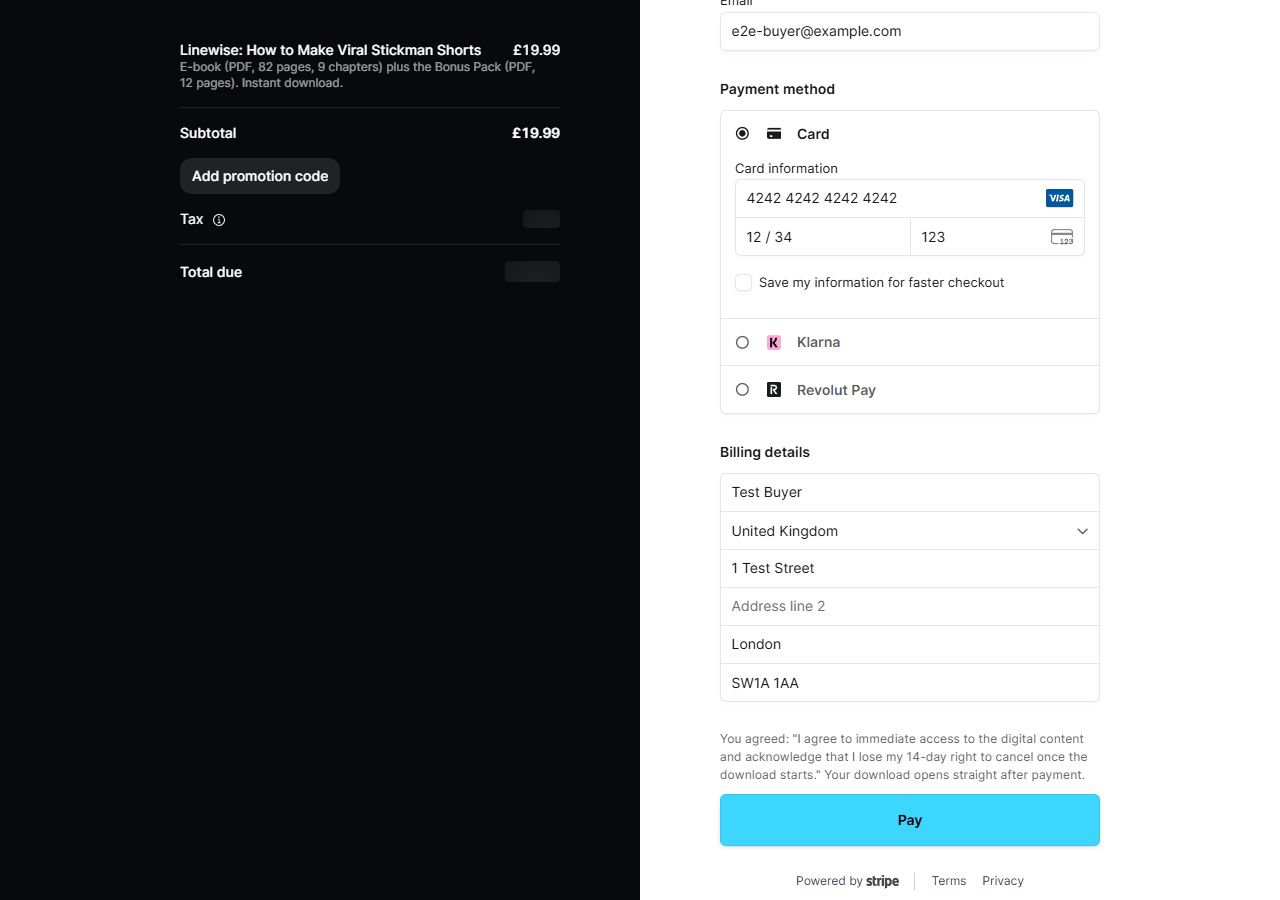 Linewise: How to Make Viral Stickman Shorts £19.99
E-book (PDF, 82 pages, 9 chapters) plus the Bonus Pack (PDF,
12 pages). Instant download.
Subtotal £19.99
Add promotion code
Tax
Total due
Email
e2e-buyer@example.com
Payment method
Card
Card information
4242 4242 4242 4242 VISA
12 / 34 123 123
Save my information for faster checkout
K Klarna
R Revolut Pay
Billing details
Test Buyer
United Kingdom
1 Test Street
Address line 2
London
SW1A 1AA
You agreed: "I agree to immediate access to the digital content
and acknowledge that I lose my 14-day right to cancel once the
download starts." Your download opens straight after payment.
Pay
Powered by stripe Terms Privacy